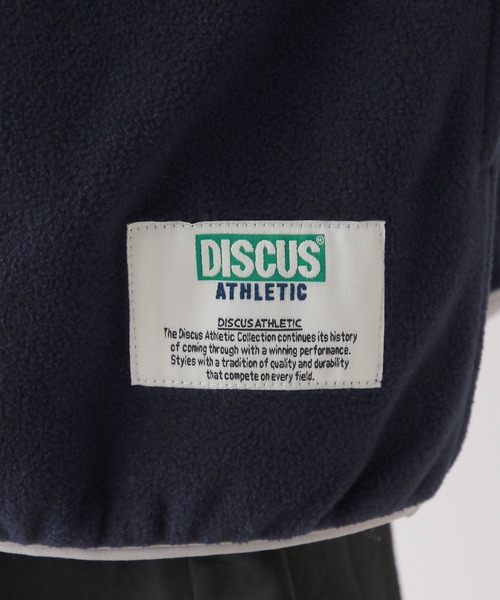 DISCUS®
ATHLETIC
DISCUS ATHLETIC
The Discus Athletic Collection continues its history
of coming through with a winning performance.
Styles with a tradition of quality and durability
that compete on every field.